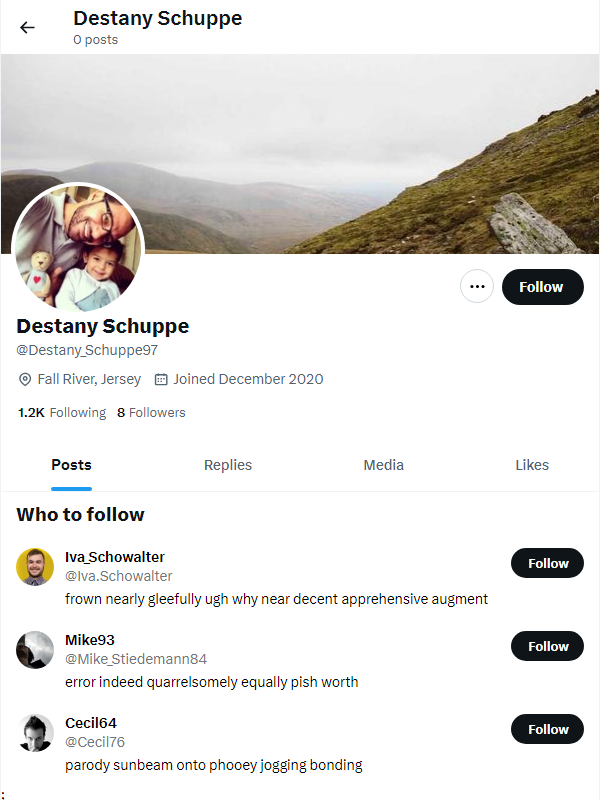 Destany Schuppe
0 posts
Follow
Destany Schuppe
@Destany_Schuppe97
Fall River, Jersey Joined December 2020
1.2K Following 8 Followers
Posts Replies Media Likes
Who to follow
Iva_Schowalter
@Iva.Schowalter
Follow
frown nearly gleefully ugh why near decent apprehensive augment
Mike93
@Mike_Stiedemann84
Follow
error indeed quarrelsomely equally pish worth
Cecil64
@Cecil76
Follow
parody sunbeam onto phooey jogging bonding
;